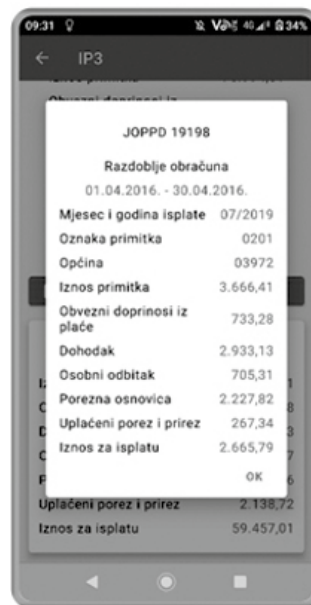 09:31 4G 34%
← IP3
JOPPD 19198
Razdoblje obračuna
01.04.2016. - 30.04.2016.
Mjesec i godina isplate 07/2019
Oznaka primitka 0201
Općina 03972
Iznos primitka 3.666,41
Obvezni doprinosi iz
plaće 733,28
Dohodak 2.933,13
Osobni odbitak 705,31
Porezna osnovica 2.227,82
Uplaćeni porez i prirez 267,34
Iznos za isplatu 2.665,79
OK
Uplaćeni porez i prirez 2.138,72
Iznos za isplatu 59.457,01